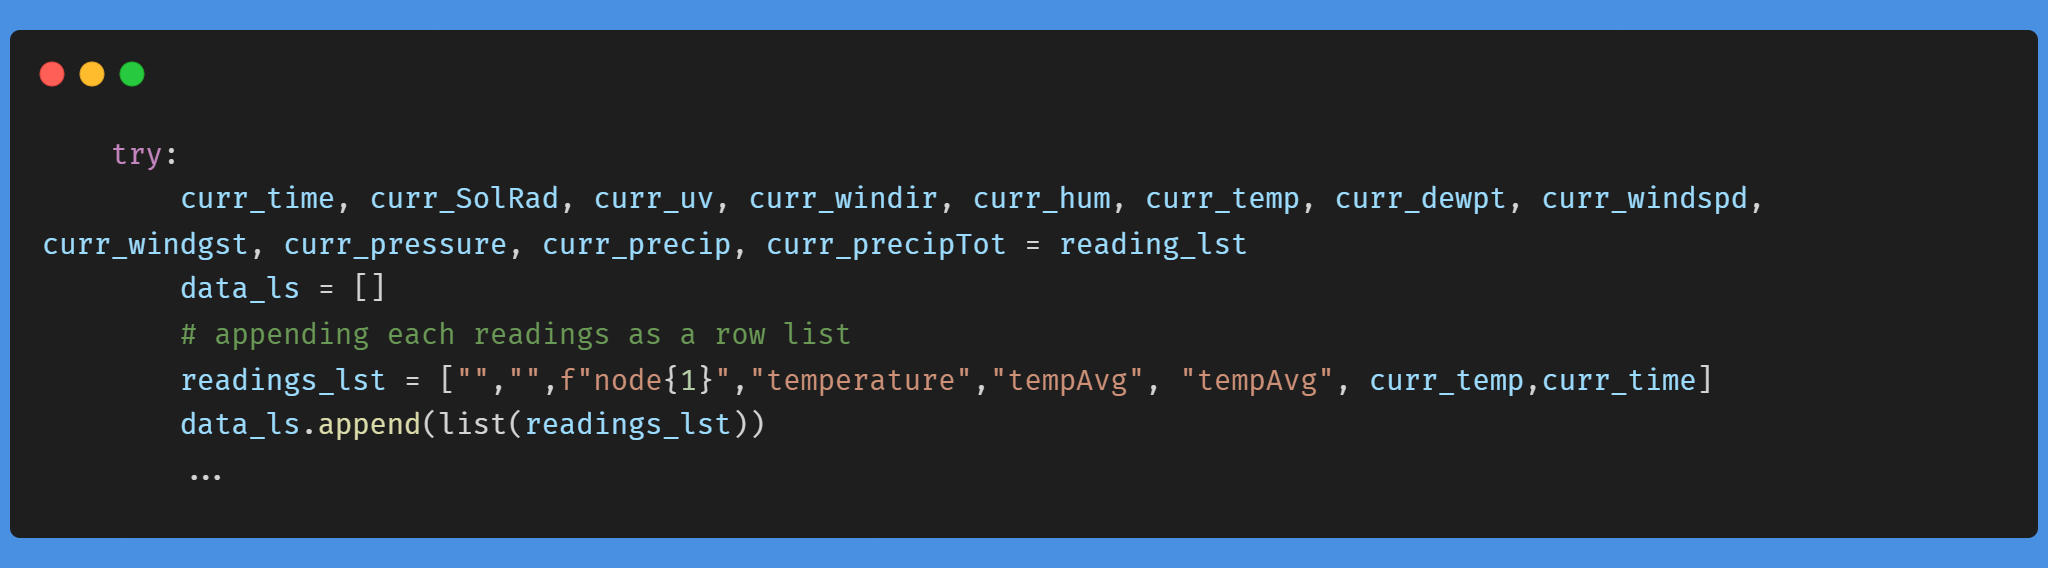 try:
curr_time, curr_SolRad, curr_uv, curr_windir, curr_hum, curr_temp, curr_dewpt, curr_windspd,
curr_windgst, curr_pressure, curr_precip, curr_precipTot = reading_lst
data_ls = []
# appending each readings as a row list
readings_lst = ["","",f"node{1}","temperature","tempAvg", "tempAvg", curr_temp,curr_time]
data_ls.append(list(readings_lst))
...